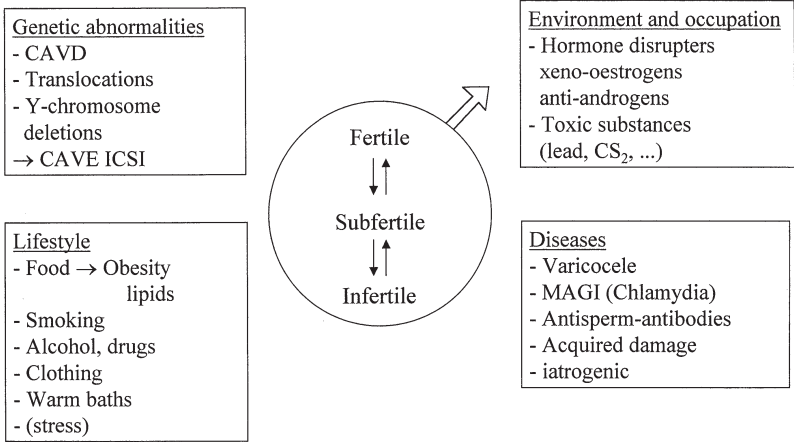 Genetic abnormalities
- CAVD
- Translocations
- Y-chromosome
deletions
→ CAVE ICSI
Environment and occupation
- Hormone disrupters
xeno-oestrogens
anti-androgens
- Toxic substances
(lead, CS₂, ...)
Fertile
Subfertile
Infertile
Lifestyle
- Food → Obesity
lipids
- Smoking
- Alcohol, drugs
- Clothing
- Warm baths
- (stress)
Diseases
- Varicocele
- MAGI (Chlamydia)
- Antisperm-antibodies
- Acquired damage
- iatrogenic